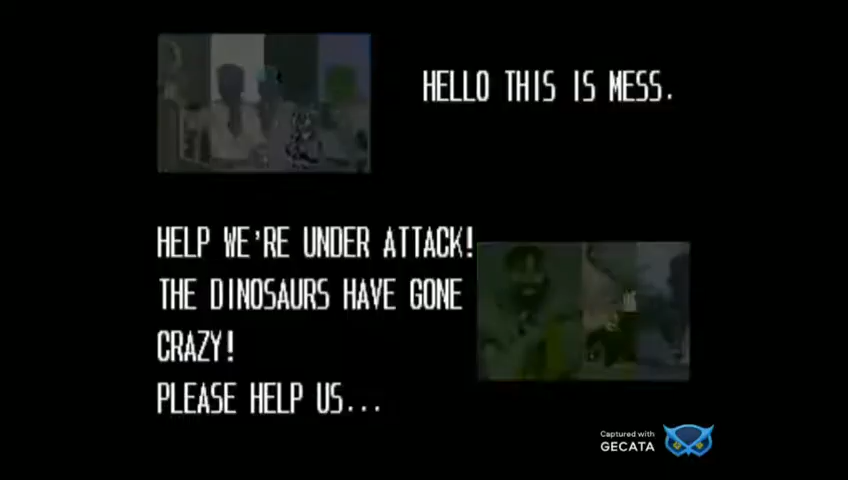 HELLO THIS IS MESS.
HELP WE'RE UNDER ATTACK!
THE DINOSAURS HAVE GONE
CRAZY!
PLEASE HELP US...
Captured with
GECATA